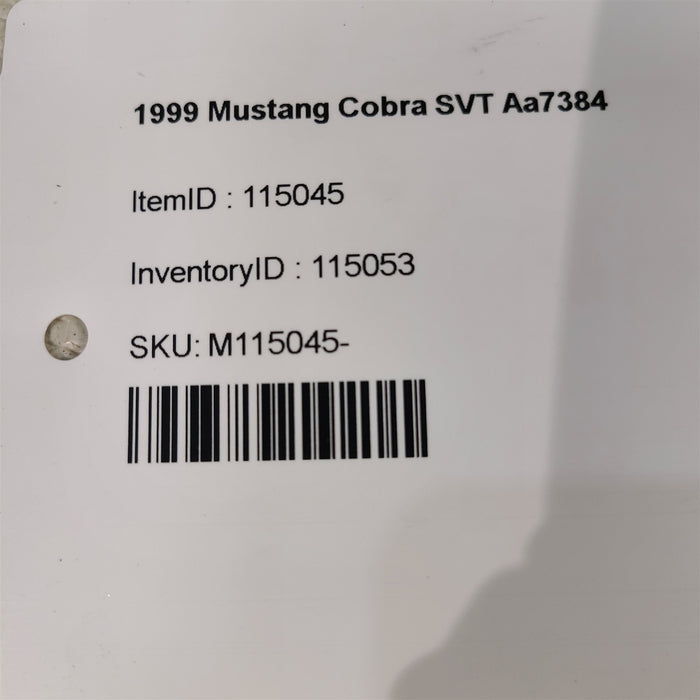 1999 Mustang Cobra SVT Aa7384
ItemID : 115045
InventoryID : 115053
SKU: M115045-